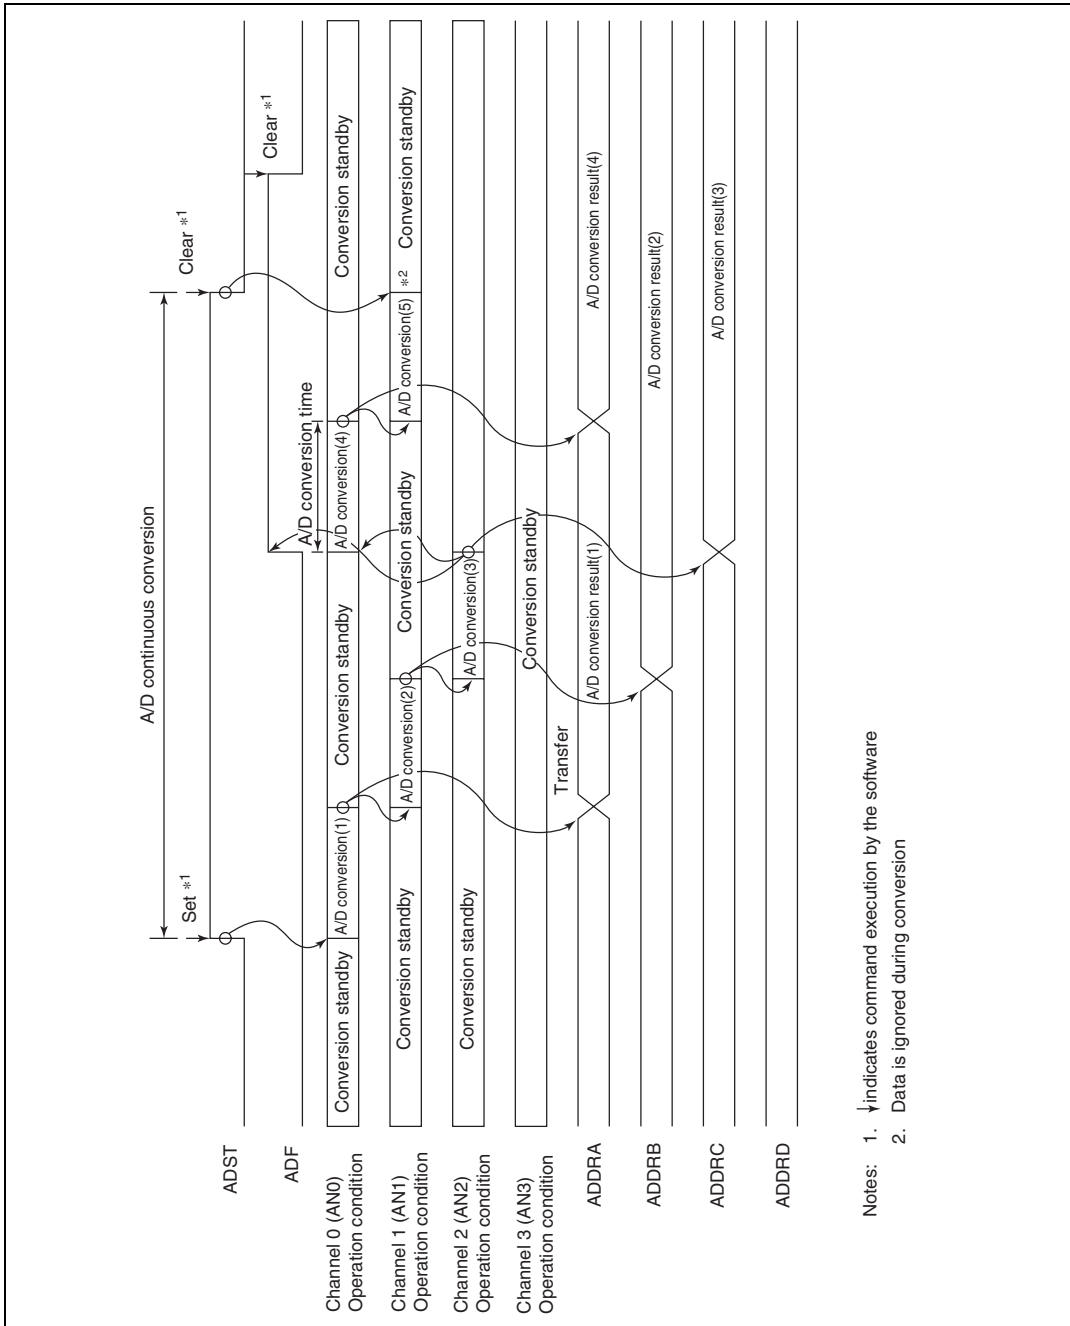 A/D continuous conversion
Set *1
Clear *1
Clear *1
ADST
ADF
A/D conversion time
Channel 0 (AN0)
Operation condition
Conversion standby
A/D conversion(1)
Conversion standby
A/D conversion(4)
Conversion standby
Channel 1 (AN1)
Operation condition
Conversion standby
A/D conversion(2)
Conversion standby
A/D conversion(5)
*2
Conversion standby
Channel 2 (AN2)
Operation condition
Conversion standby
A/D conversion(3)
Channel 3 (AN3)
Operation condition
Conversion standby
Transfer
ADDRA
A/D conversion result(1)
A/D conversion result(4)
ADDRB
A/D conversion result(2)
ADDRC
A/D conversion result(3)
ADDRD
Notes: 1. ↓ indicates command execution by the software
2. Data is ignored during conversion